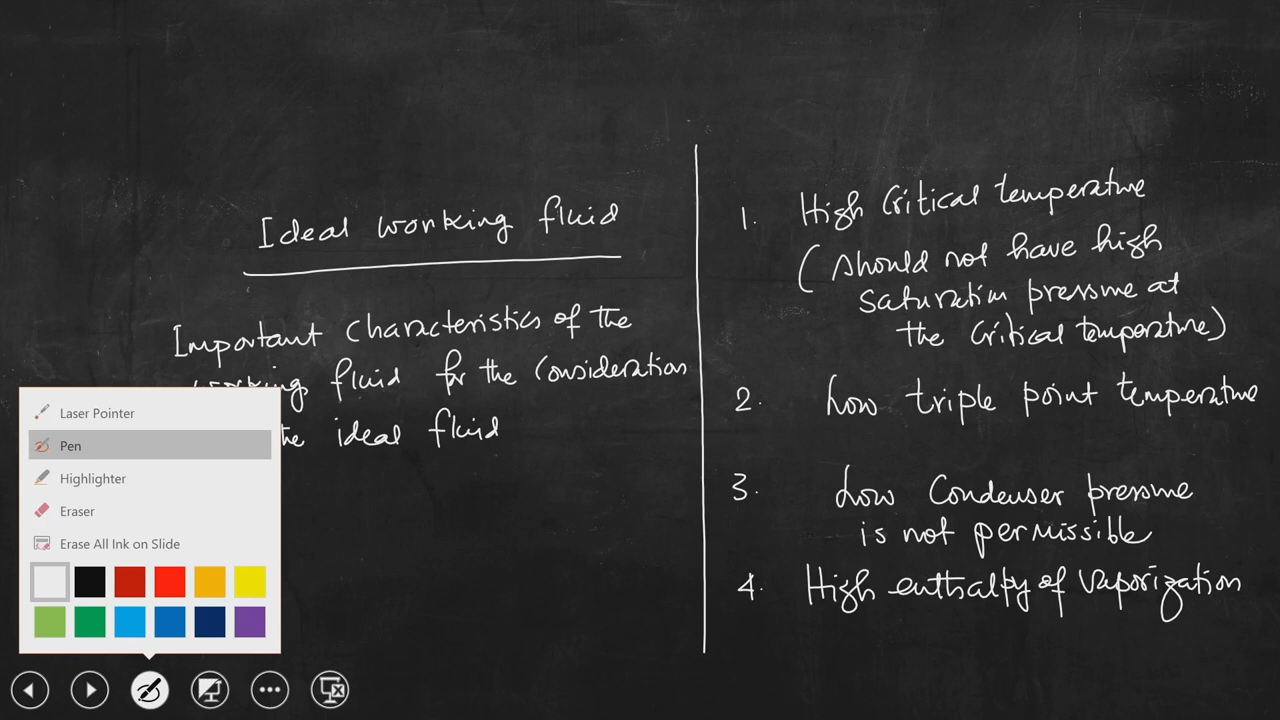 Ideal working fluid
Important characteristics of the
working fluid for the consideration
the ideal fluid
1. High critical temperature
(should not have high
saturation pressure at
the critical temperature)
2. Low triple point temperature
3. Low condenser pressure
is not permissible
4. High enthalpy of vaporization
Laser Pointer
Pen
Highlighter
Eraser
Erase All Ink on Slide